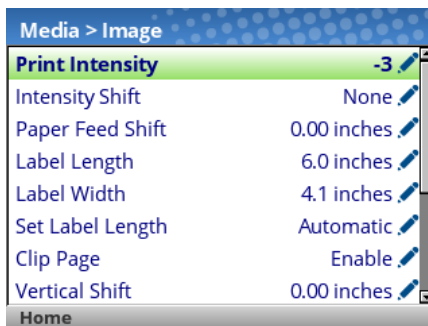 Media > Image
Print Intensity -3
Intensity Shift None
Paper Feed Shift 0.00 inches
Label Length 6.0 inches
Label Width 4.1 inches
Set Label Length Automatic
Clip Page Enable
Vertical Shift 0.00 inches
Home